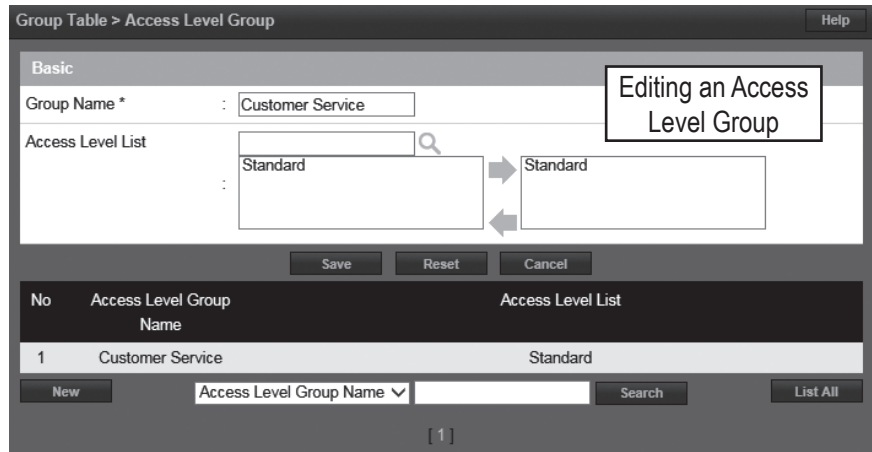 Group Table > Access Level Group
Help
Basic
Editing an Access
Level Group
Group Name * : Customer Service
Access Level List
:
Standard
Standard
Save Reset Cancel
No Access Level Group Name Access Level List
1 Customer Service Standard
New Access Level Group Name Search List All
[ 1 ]